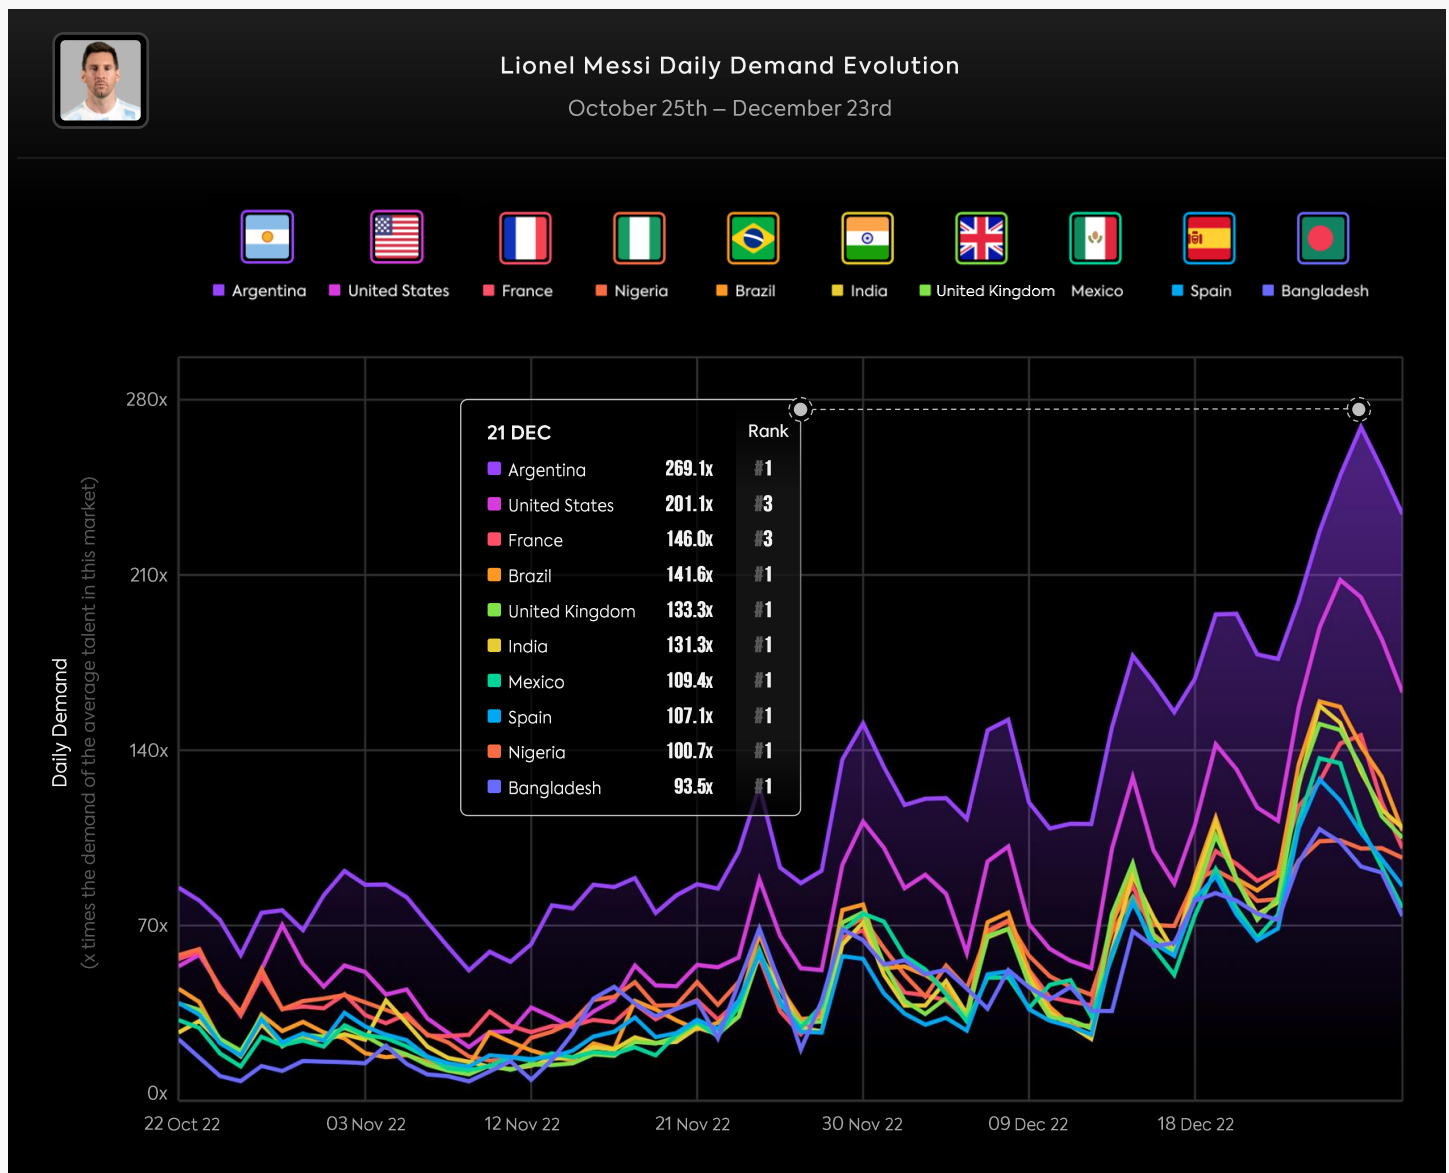 Lionel Messi Daily Demand Evolution
October 25th – December 23rd
Argentina United States France Nigeria Brazil India United Kingdom Mexico Spain Bangladesh
280x
210x
140x
70x
0x
Daily Demand
(x times the demand of the average talent in this market)
21 DEC Rank
Argentina 269.1x #1
United States 201.1x #3
France 146.0x #3
Brazil 141.6x #1
United Kingdom 133.3x #1
India 131.3x #1
Mexico 109.4x #1
Spain 107.1x #1
Nigeria 100.7x #1
Bangladesh 93.5x #1
22 Oct 22 03 Nov 22 12 Nov 22 21 Nov 22 30 Nov 22 09 Dec 22 18 Dec 22